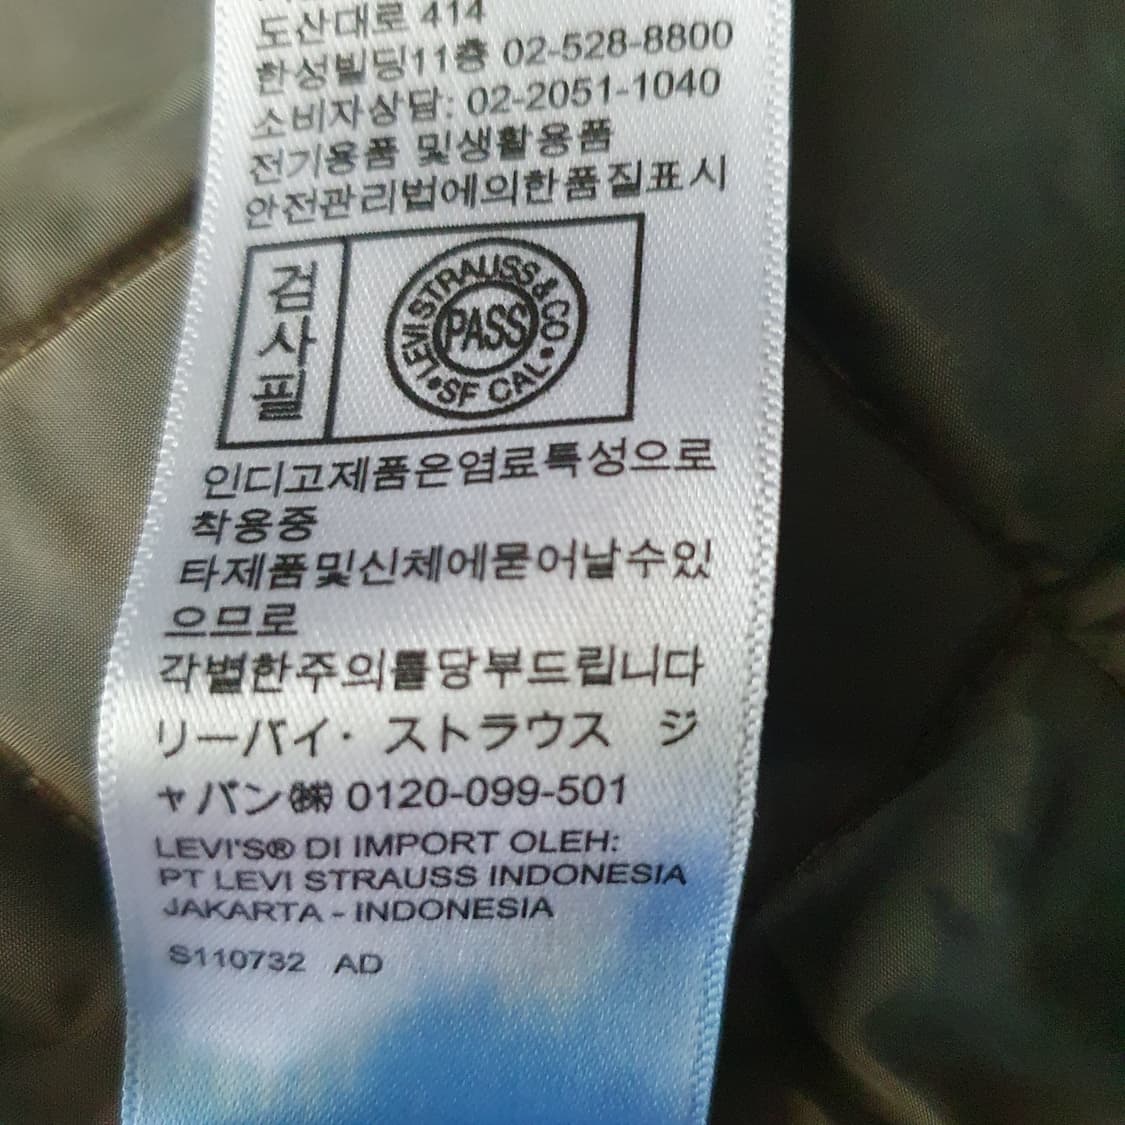 도산대로 414
한성빌딩11층 02-528-8800
소비자상담: 02-2051-1040
전기용품 및생활용품
안전관리법에의한품질표시
검사필
LEVI STRAUSS & CO • SF CAL •
PASS
인디고제품은염료특성으로
착용중
타제품및신체에묻어날수있
으므로
각별한주의를당부드립니다
リーバイ・ストラウス ジ
ャパン㈱ 0120-099-501
LEVI'S® DI IMPORT OLEH:
PT LEVI STRAUSS INDONESIA
JAKARTA - INDONESIA
S110732 AD